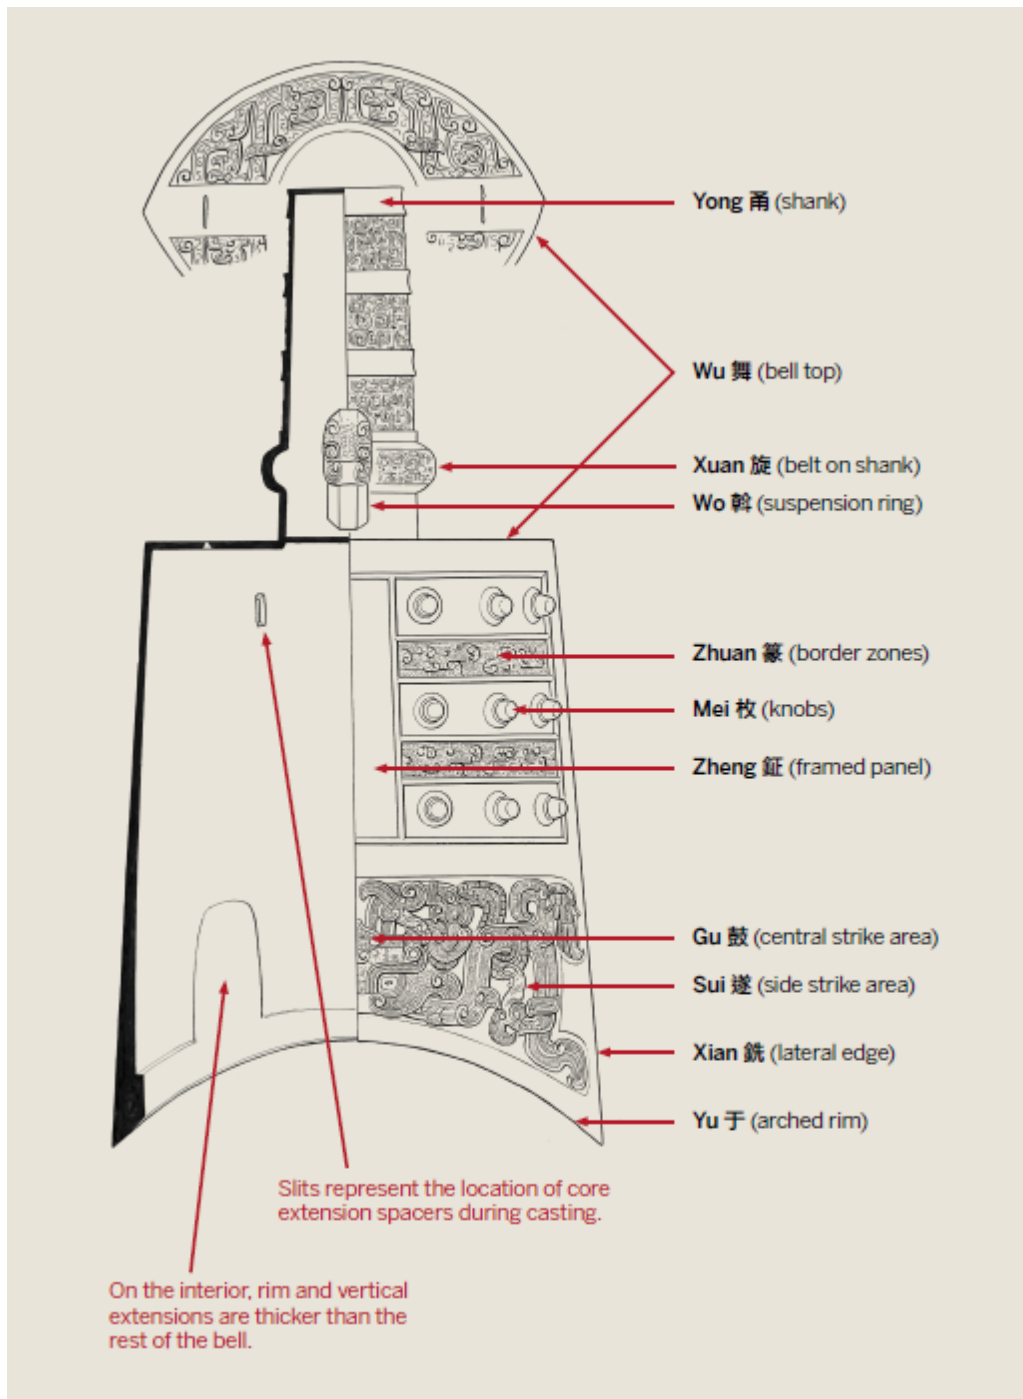 Yong 甬 (shank)
Wu 舞 (bell top)
Xuan 旋 (belt on shank)
Wo 斡 (suspension ring)
Zhuan 篆 (border zones)
Mei 枚 (knobs)
Zheng 鉦 (framed panel)
Gu 鼓 (central strike area)
Sui 遂 (side strike area)
Xian 銑 (lateral edge)
Yu 于 (arched rim)
Slits represent the location of core
extension spacers during casting.
On the interior, rim and vertical
extensions are thicker than the
rest of the bell.